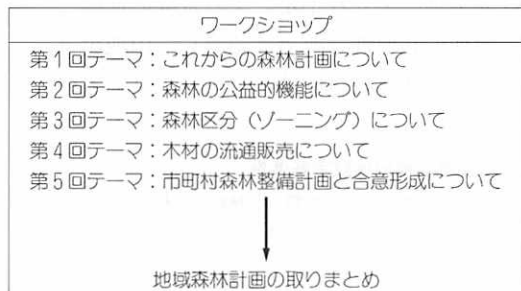 ワークショップ
第1回テーマ：これからの森林計画について
第2回テーマ：森林の公益的機能について
第3回テーマ：森林区分（ゾーニング）について
第4回テーマ：木材の流通販売について
第5回テーマ：市町村森林整備計画と合意形成について
地域森林計画の取りまとめ